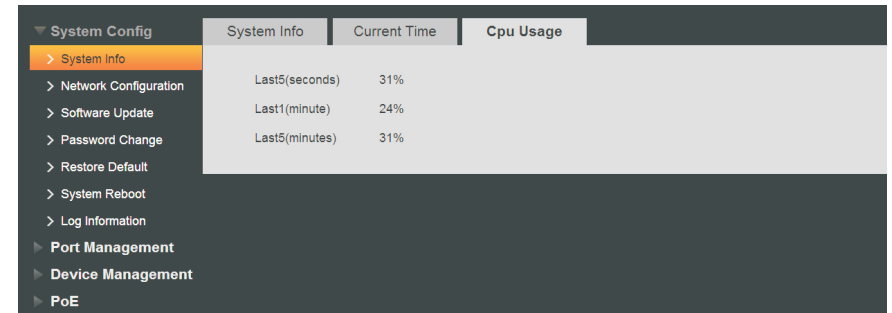 System Config
System Info
Network Configuration
Software Update
Password Change
Restore Default
System Reboot
Log Information
Port Management
Device Management
PoE
System Info Current Time Cpu Usage
Last5(seconds) 31%
Last1(minute) 24%
Last5(minutes) 31%